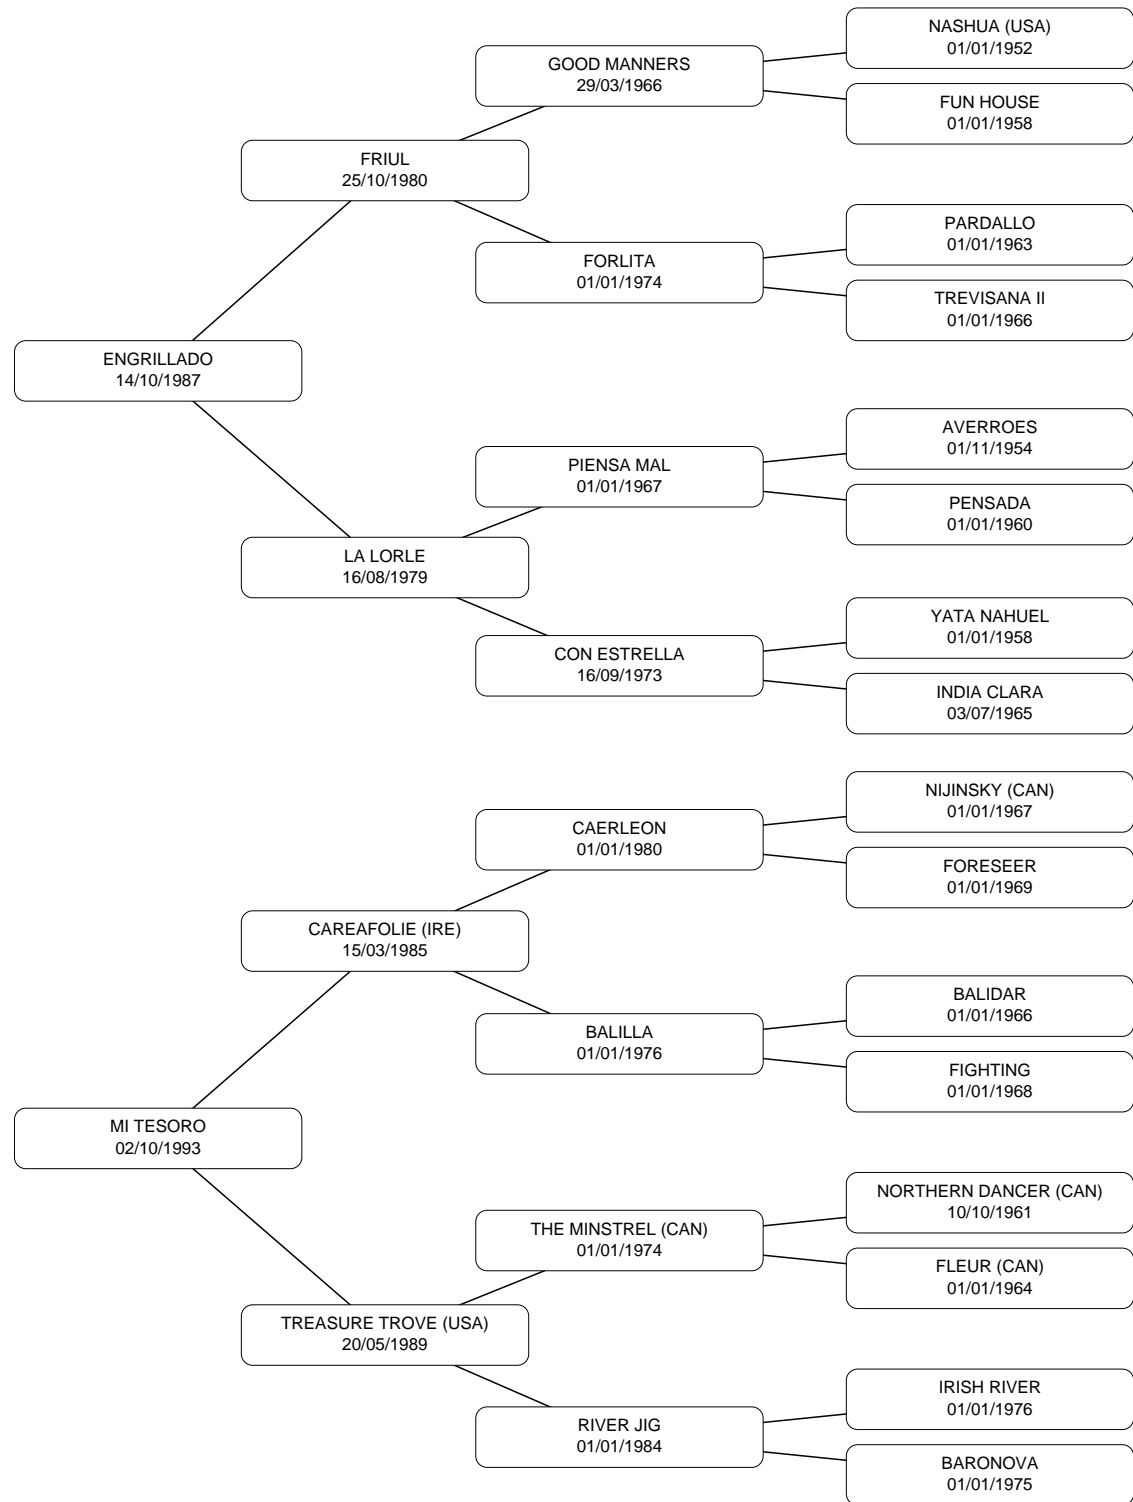 NASHUA (USA)
01/01/1952
GOOD MANNERS
29/03/1966
FUN HOUSE
01/01/1958
FRIUL
25/10/1980
PARDALLO
01/01/1963
FORLITA
01/01/1974
TREVISANA II
01/01/1966
ENGRILLADO
14/10/1987
AVERROES
01/11/1954
PIENSA MAL
01/01/1967
PENSADA
01/01/1960
LA LORLE
16/08/1979
YATA NAHUEL
01/01/1958
CON ESTRELLA
16/09/1973
INDIA CLARA
03/07/1965
NIJINSKY (CAN)
01/01/1967
CAERLEON
01/01/1980
FORESEER
01/01/1969
CAREAFOLIE (IRE)
15/03/1985
BALIDAR
01/01/1966
BALILLA
01/01/1976
FIGHTING
01/01/1968
MI TESORO
02/10/1993
NORTHERN DANCER (CAN)
10/10/1961
THE MINSTREL (CAN)
01/01/1974
FLEUR (CAN)
01/01/1964
TREASURE TROVE (USA)
20/05/1989
IRISH RIVER
01/01/1976
RIVER JIG
01/01/1984
BARONOVA
01/01/1975